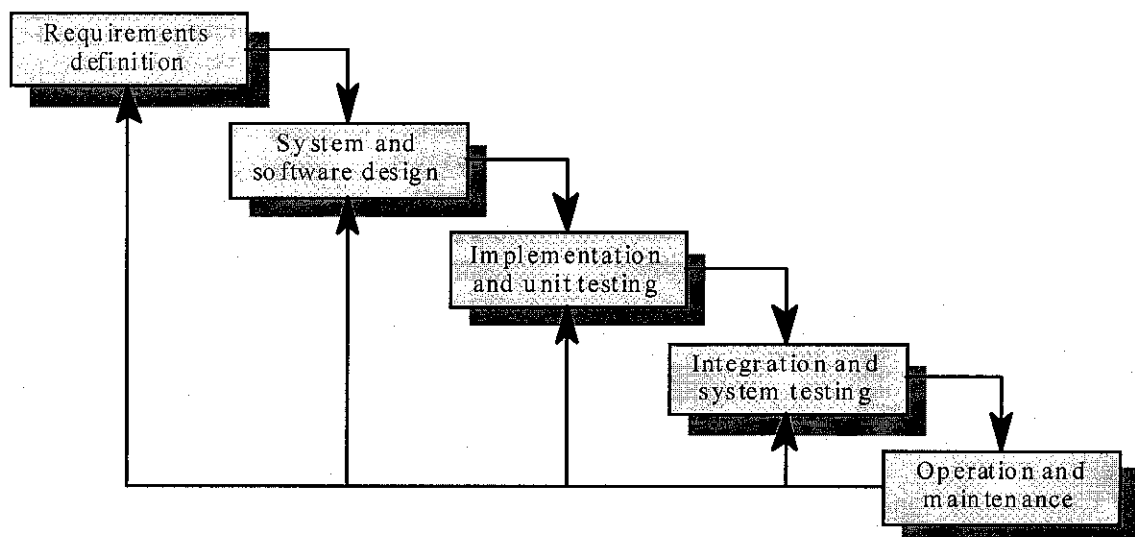 Requirements
definition
System and
software design
Implementation
and unit testing
Integration and
system testing
Operation and
maintenance